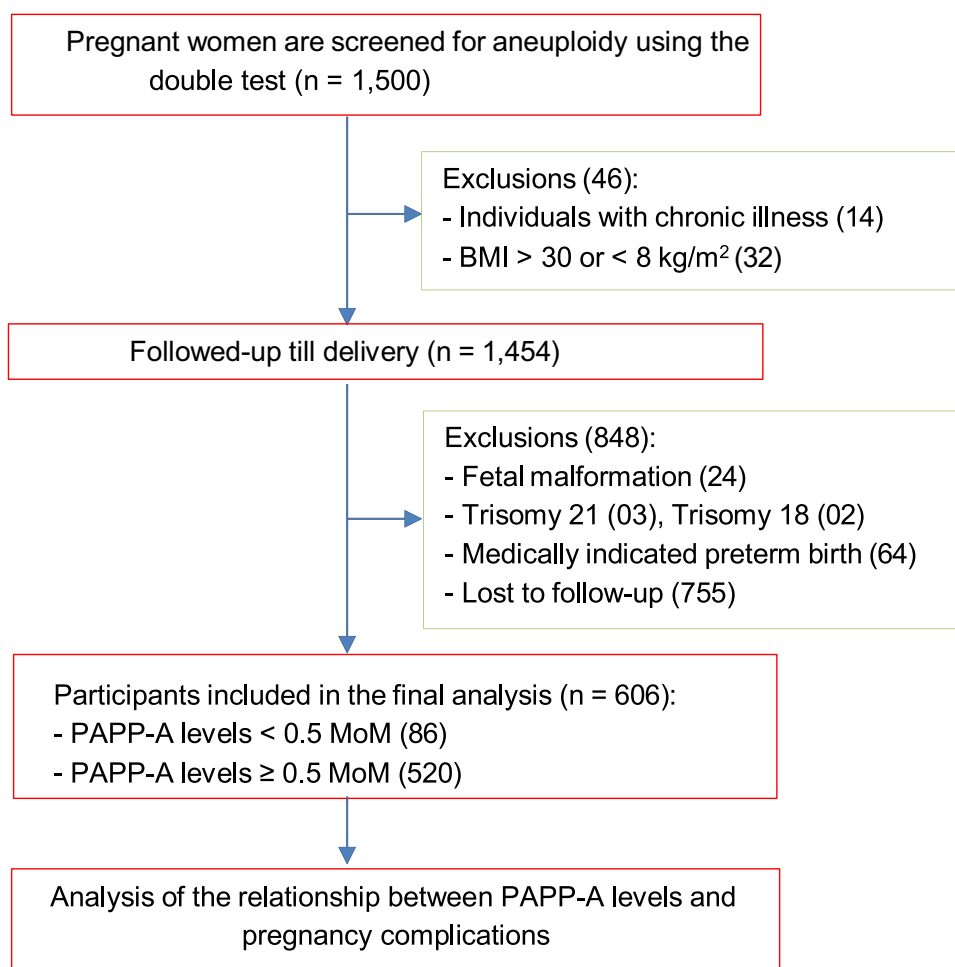 Pregnant women are screened for aneuploidy using the
double test (n = 1,500)
Exclusions (46):
- Individuals with chronic illness (14)
- BMI > 30 or < 8 kg/m² (32)
Followed-up till delivery (n = 1,454)
Exclusions (848):
- Fetal malformation (24)
- Trisomy 21 (03), Trisomy 18 (02)
- Medically indicated preterm birth (64)
- Lost to follow-up (755)
Participants included in the final analysis (n = 606):
- PAPP-A levels < 0.5 MoM (86)
- PAPP-A levels ≥ 0.5 MoM (520)
Analysis of the relationship between PAPP-A levels and
pregnancy complications